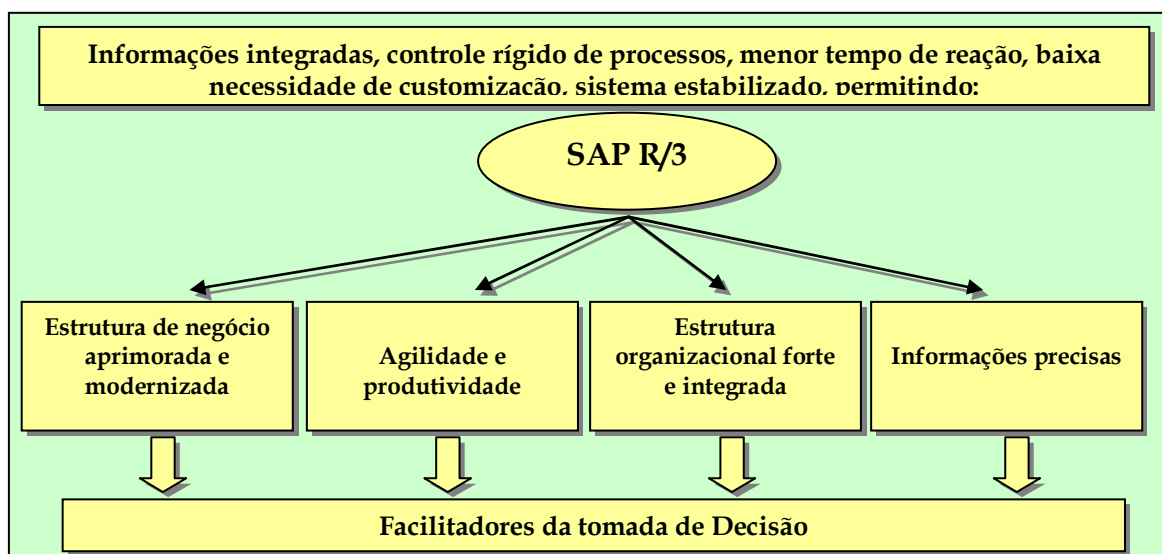 Informações integradas, controle rígido de processos, menor tempo de reação, baixa
necessidade de customização, sistema estabilizado, permitindo:
SAP R/3
Estrutura de negócio
aprimorada e
modernizada
Agilidade e
produtividade
Estrutura
organizacional forte
e integrada
Informações precisas
Facilitadores da tomada de Decisão